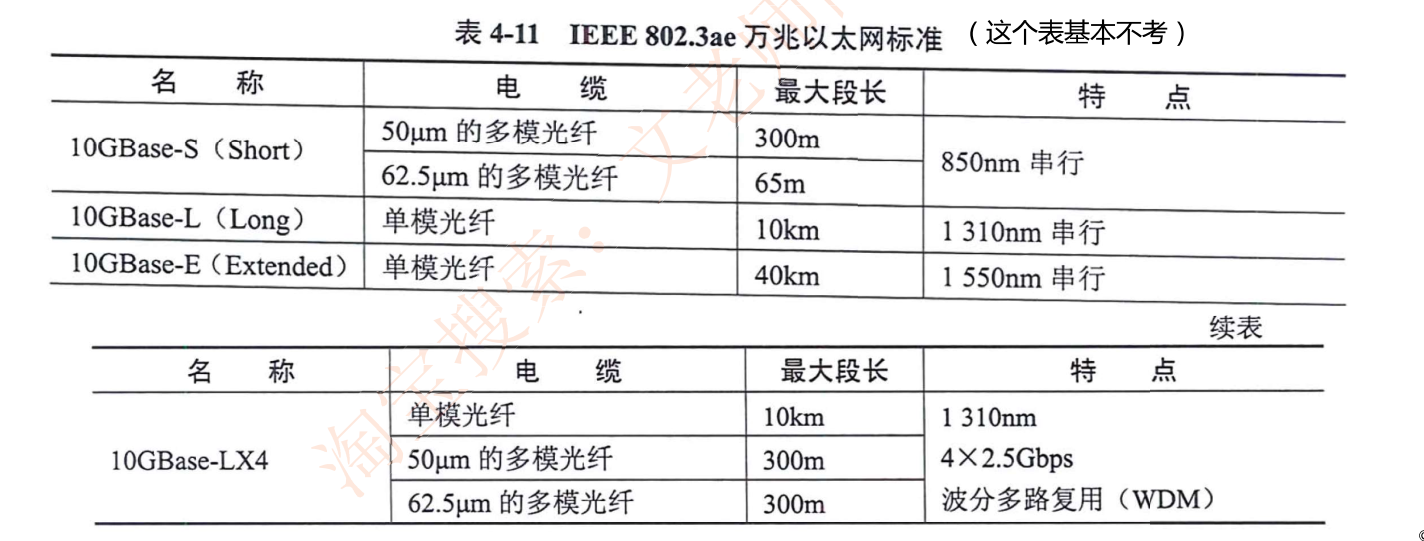 表 4-11 IEEE 802.3ae 万兆以太网标准 （这个表基本不考）
名 称 电 缆 最大段长 特 点
10GBase-S（Short） 50μm 的多模光纤 300m 850nm 串行
62.5μm 的多模光纤 65m
10GBase-L（Long） 单模光纤 10km 1 310nm 串行
10GBase-E（Extended） 单模光纤 40km 1 550nm 串行
续表
名 称 电 缆 最大段长 特 点
单模光纤 10km 1 310nm
10GBase-LX4 50μm 的多模光纤 300m 4×2.5Gbps
62.5μm 的多模光纤 300m 波分多路复用（WDM）
淘宝搜索：文老师